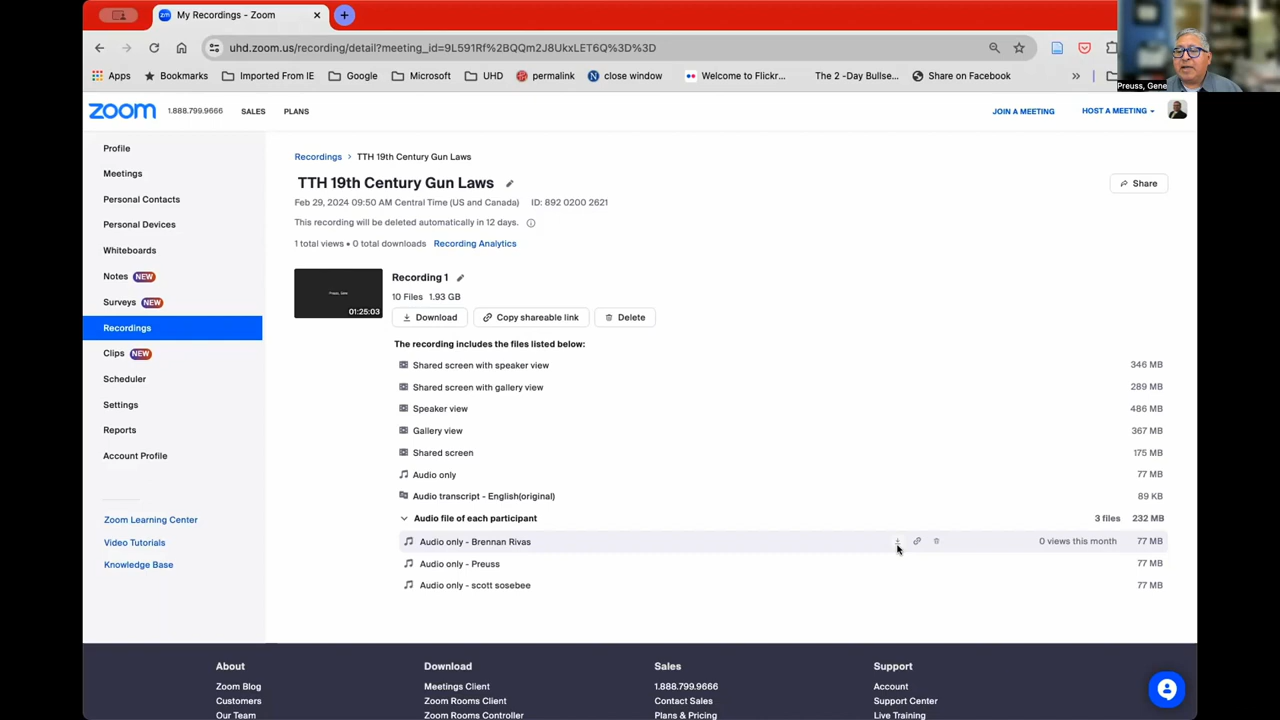 My Recordings - Zoom
uhd.zoom.us/recording/detail?meeting_id=9L591Rf%2BQQm2J8UkxLET6Q%3D%3D
Apps Bookmarks Imported From IE Google Microsoft UHD permalink close window Welcome to Flickr... The 2 -Day Bullse... Share on Facebook
Preuss, Gene
zoom 1.888.799.9666 SALES PLANS JOIN A MEETING HOST A MEETING
Profile
Meetings
Personal Contacts
Personal Devices
Whiteboards
Notes NEW
Surveys NEW
Recordings
Clips NEW
Scheduler
Settings
Reports
Account Profile
Zoom Learning Center
Video Tutorials
Knowledge Base
Recordings > TTH 19th Century Gun Laws
TTH 19th Century Gun Laws
Share
Feb 29, 2024 09:50 AM Central Time (US and Canada) ID: 892 0200 2621
This recording will be deleted automatically in 12 days.
1 total views • 0 total downloads Recording Analytics
Preuss, Gene
01:25:03
Recording 1
10 Files 1.93 GB
Download Copy shareable link Delete
The recording includes the files listed below:
Shared screen with speaker view 346 MB
Shared screen with gallery view 289 MB
Speaker view 486 MB
Gallery view 367 MB
Shared screen 175 MB
Audio only 77 MB
Audio transcript - English(original) 89 KB
Audio file of each participant 3 files 232 MB
Audio only - Brennan Rivas 0 views this month 77 MB
Audio only - Preuss 77 MB
Audio only - scott sosebee 77 MB
About Download Sales Support
Zoom Blog Meetings Client 1.888.799.9666 Account
Customers Zoom Rooms Client Contact Sales Support Center
Our Team Zoom Rooms Controller Plans & Pricing Live Training